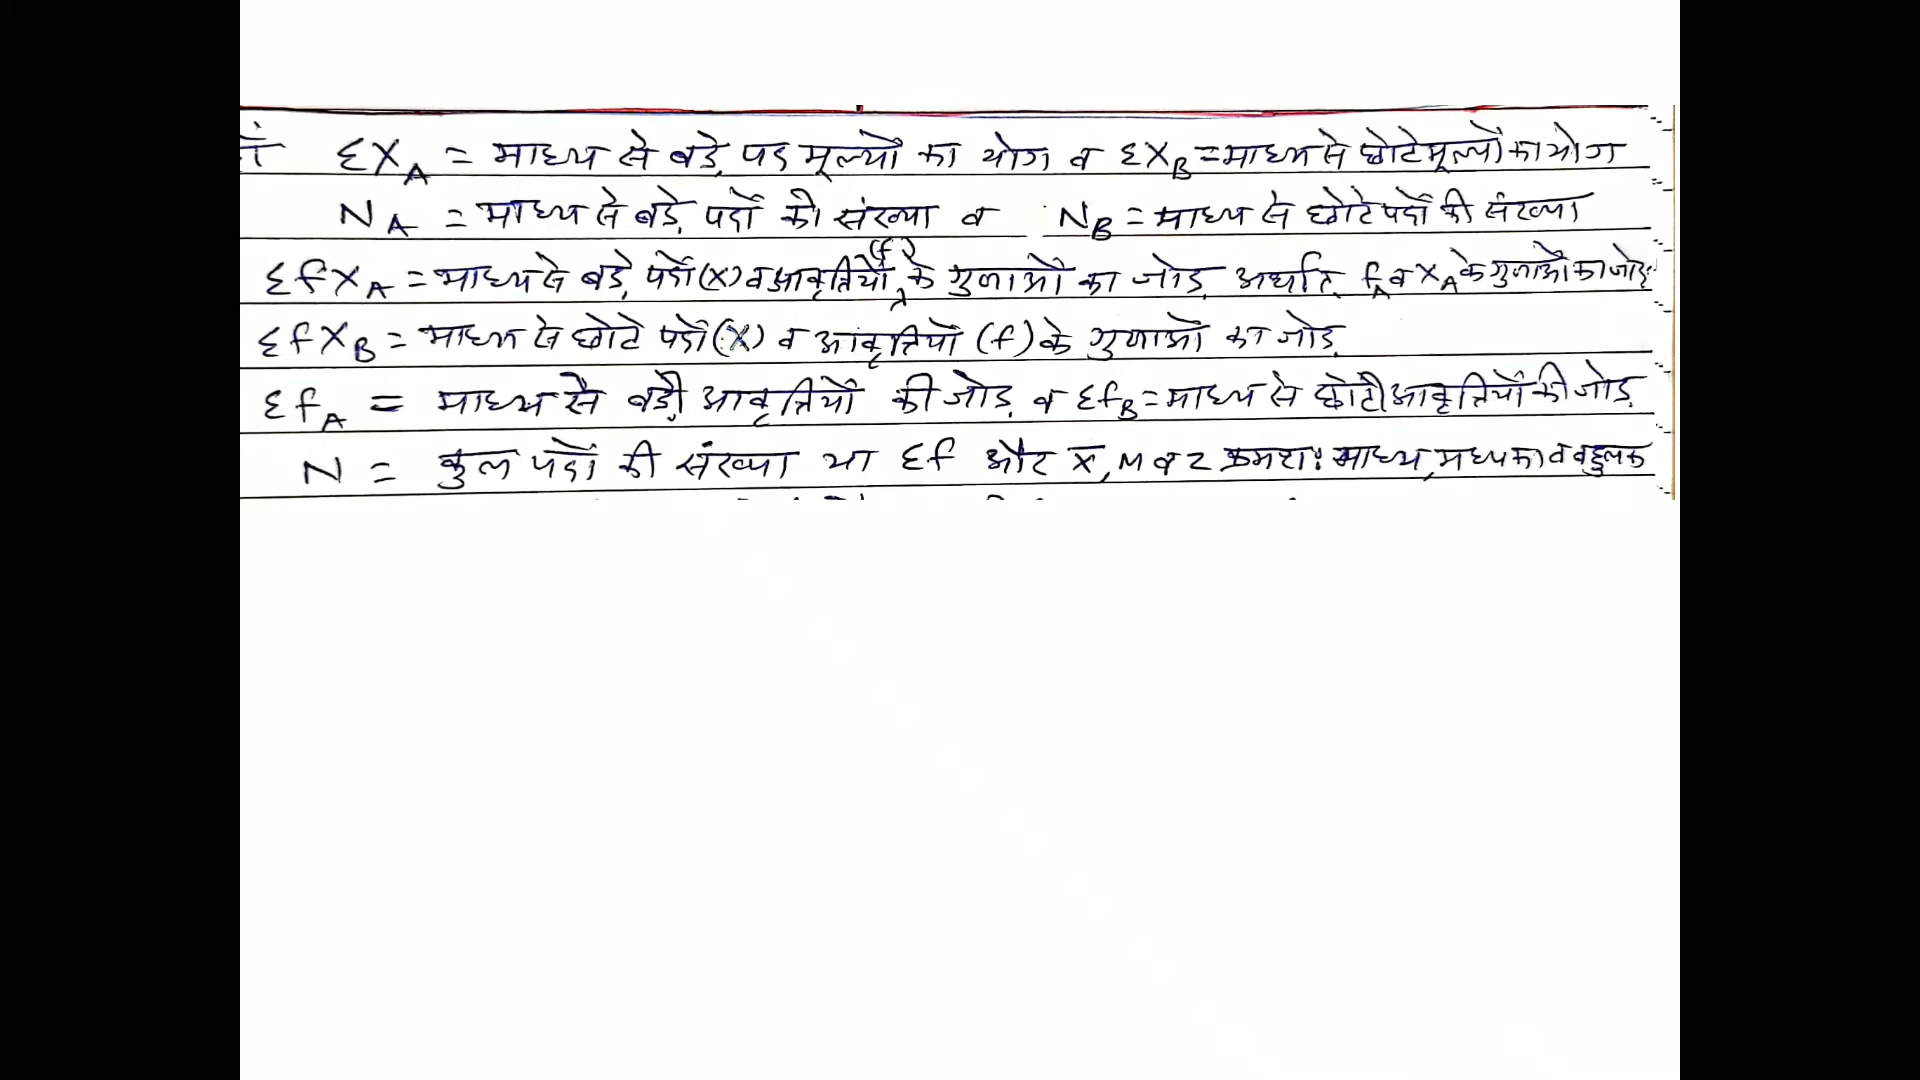 ΣX_A = माध्य से बड़े पद मूल्यों का योग व ΣX_B = माध्य से छोटे मूल्यों का योग
N_A = माध्य से बड़े पदों की संख्या व N_B = माध्य से छोटे पदों की संख्या
ΣfX_A = माध्य से बड़े पदों (X) व आवृत्तियों (f) के गुणाओं का जोड़ अर्थात f_A व X_A के गुणाओं का जोड़
ΣfX_B = माध्य से छोटे पदों (X) व आवृत्तियों (f) के गुणाओं का जोड़
Σf_A = माध्य से बड़ी आवृत्तियों की जोड़ व Σf_B = माध्य से छोटी आवृत्तियों की जोड़
N = कुल पदों की संख्या या Σf और X̅, M व Z क्रमशः माध्य, मध्यका व बहुलक